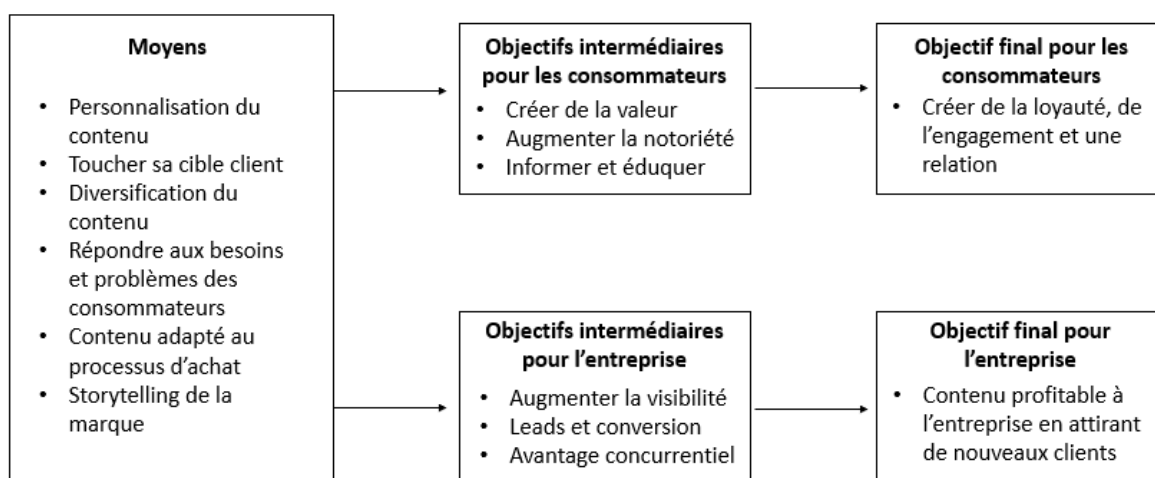 Moyens
• Personnalisation du
contenu
• Toucher sa cible client
• Diversification du
contenu
• Répondre aux besoins
et problèmes des
consommateurs
• Contenu adapté au
processus d’achat
• Storytelling de la
marque
Objectifs intermédiaires
pour les consommateurs
• Créer de la valeur
• Augmenter la notoriété
• Informer et éduquer
Objectif final pour les
consommateurs
• Créer de la loyauté, de
l’engagement et une
relation
Objectifs intermédiaires
pour l’entreprise
• Augmenter la visibilité
• Leads et conversion
• Avantage concurrentiel
Objectif final pour
l’entreprise
• Contenu profitable à
l’entreprise en attirant
de nouveaux clients